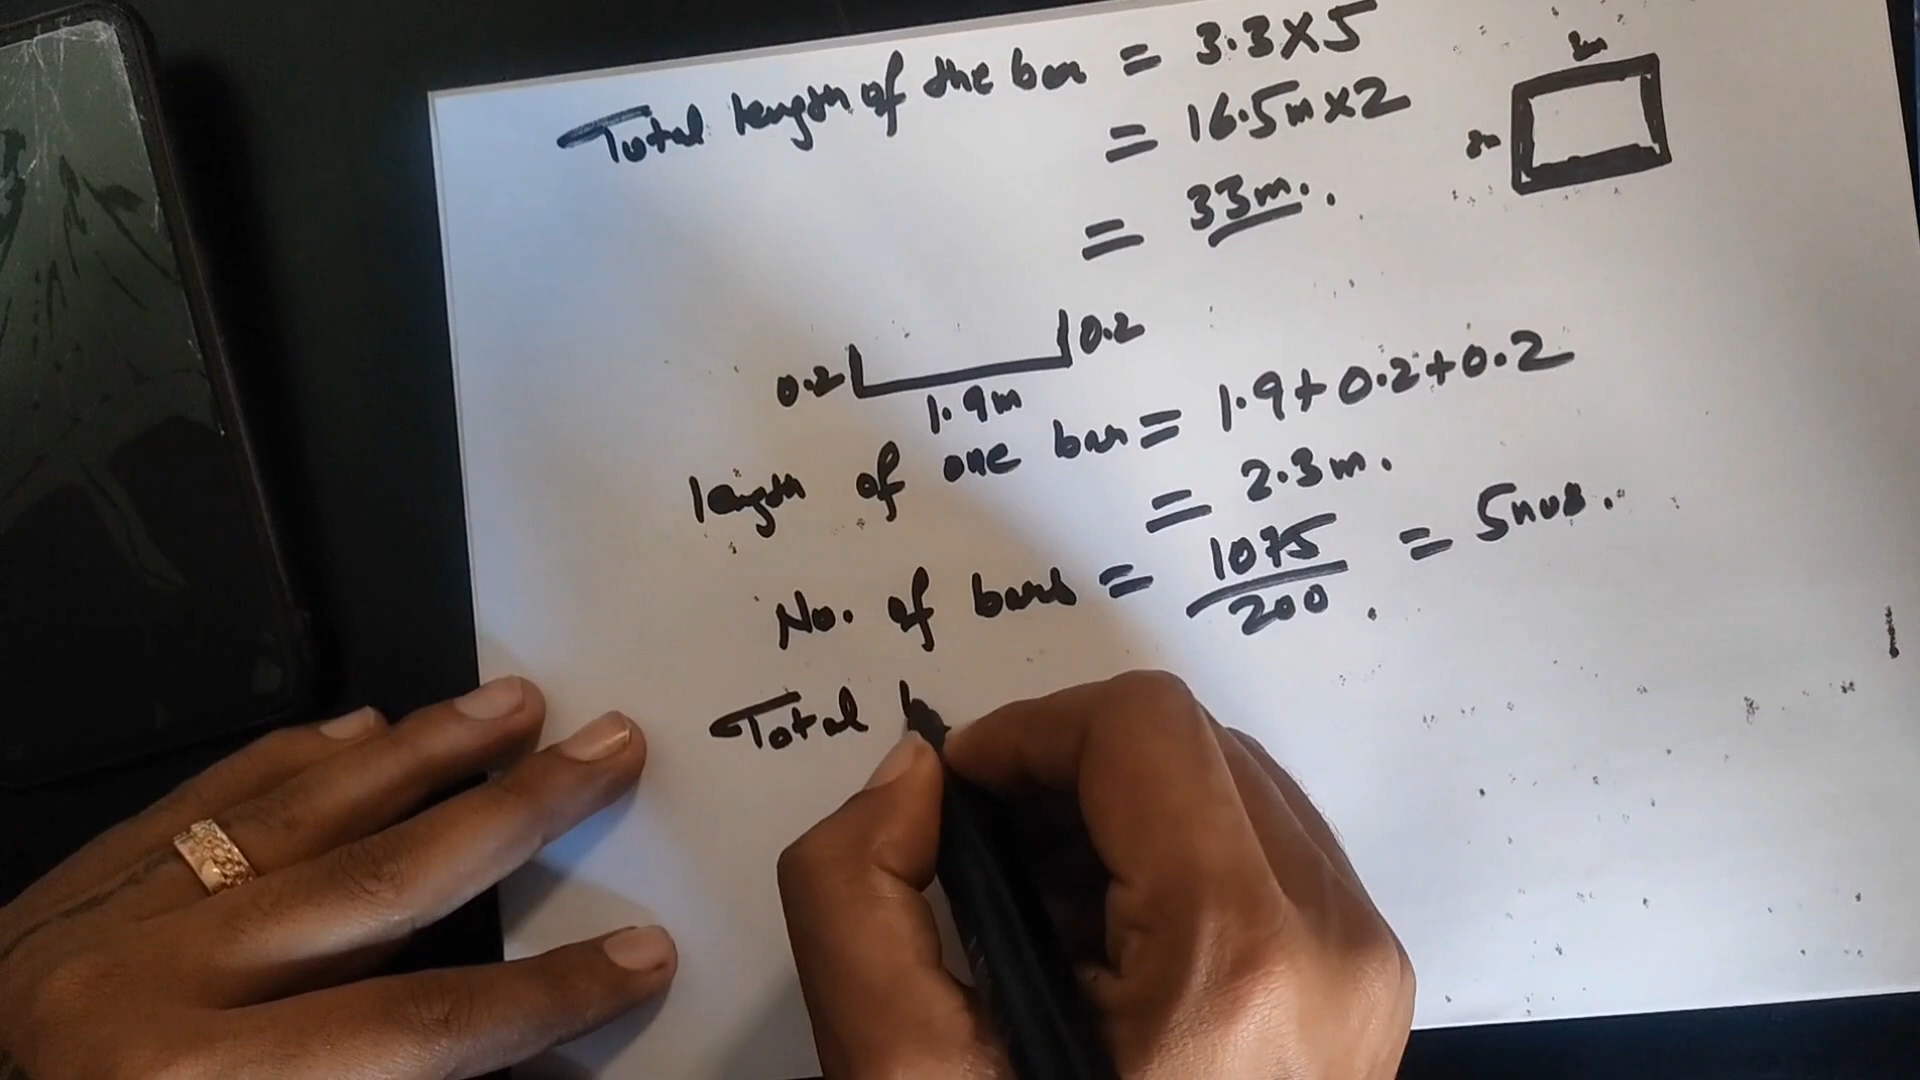 Total length of the bar = 3.3×5
= 16.5m×2
= 33m.
0.2
0.2
1.9m
length of one bar = 1.9+0.2+0.2
= 2.3m.
No. of bars = 1075/200 = 5nos.
Total